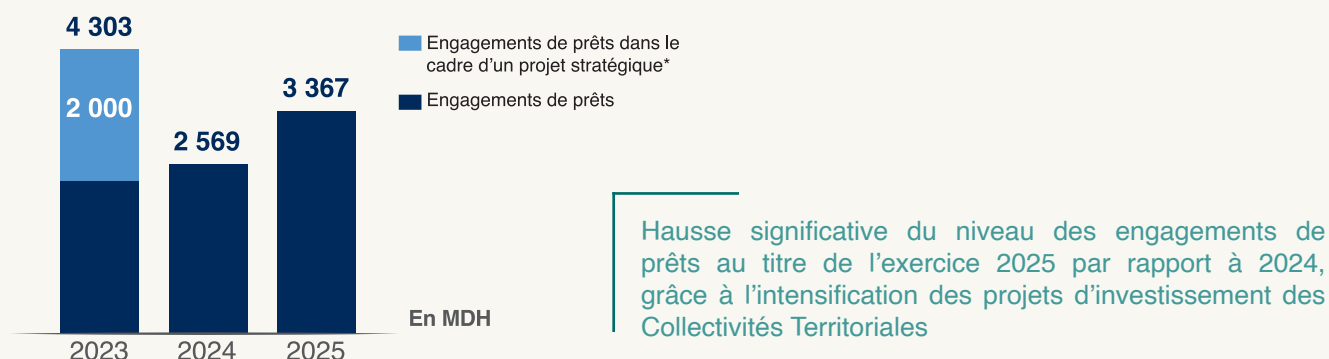 4 303
2 000
2 569
3 367
2023
2024
2025
En MDH
Engagements de prêts dans le
cadre d'un projet stratégique*
Engagements de prêts
Hausse significative du niveau des engagements de
prêts au titre de l'exercice 2025 par rapport à 2024,
grâce à l'intensification des projets d'investissement des
Collectivités Territoriales